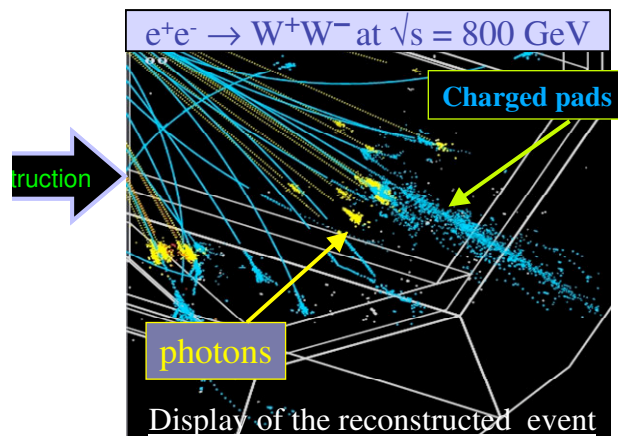 e⁺e⁻ → W⁺W⁻ at √s = 800 GeV
Charged pads
truction
photons
Display of the reconstructed event